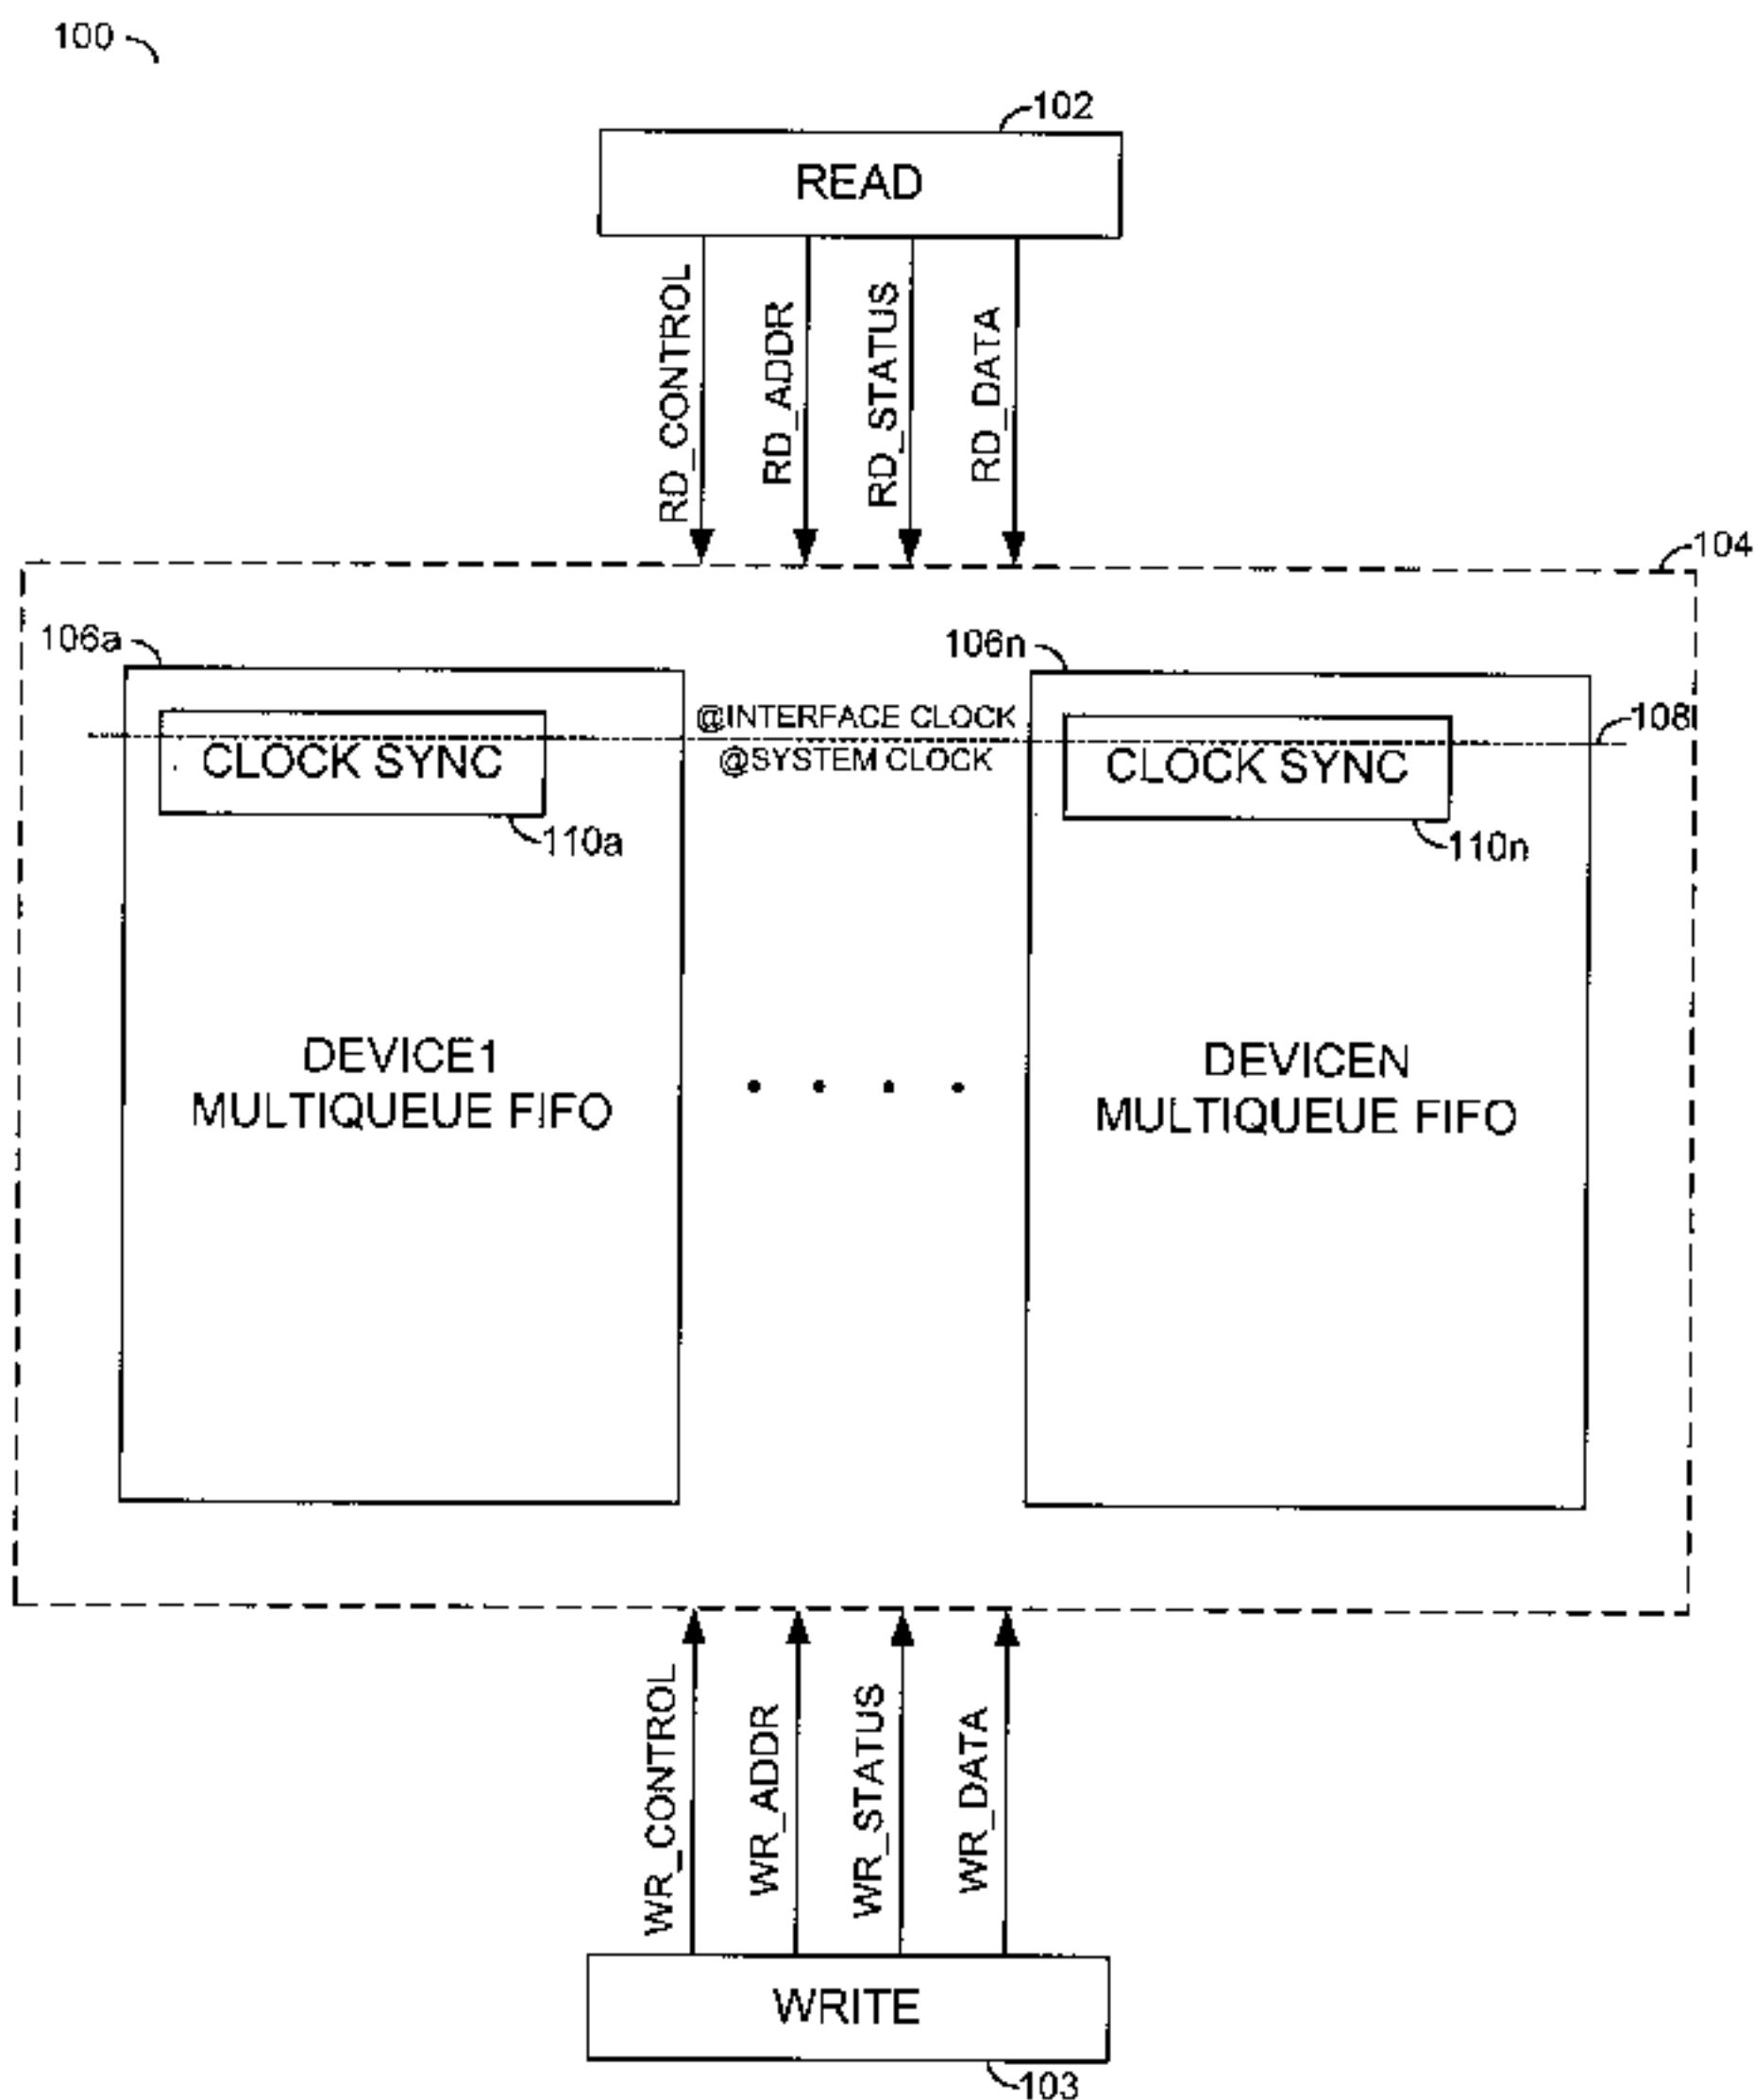 100
102
READ
RD_CONTROL
RD_ADDR
RD_STATUS
RD_DATA
104
106a
106n
@INTERFACE CLOCK
108
CLOCK SYNC
@SYSTEM CLOCK
CLOCK SYNC
110a
110n
DEVICE1
MULTIQUEUE FIFO
. . . .
DEVICEN
MULTIQUEUE FIFO
WR_CONTROL
WR_ADDR
WR_STATUS
WR_DATA
WRITE
103